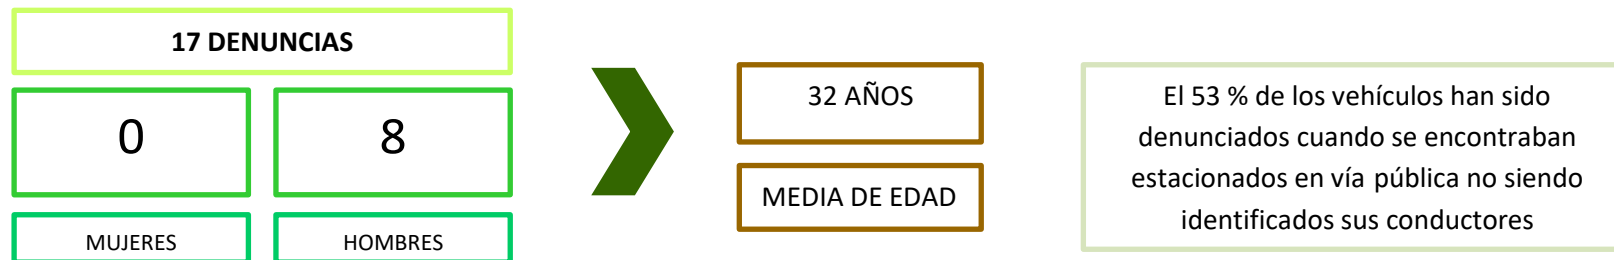 17 DENUNCIAS
0
8
MUJERES
HOMBRES
32 AÑOS
MEDIA DE EDAD
El 53 % de los vehículos han sido
denunciados cuando se encontraban
estacionados en vía pública no siendo
identificados sus conductores